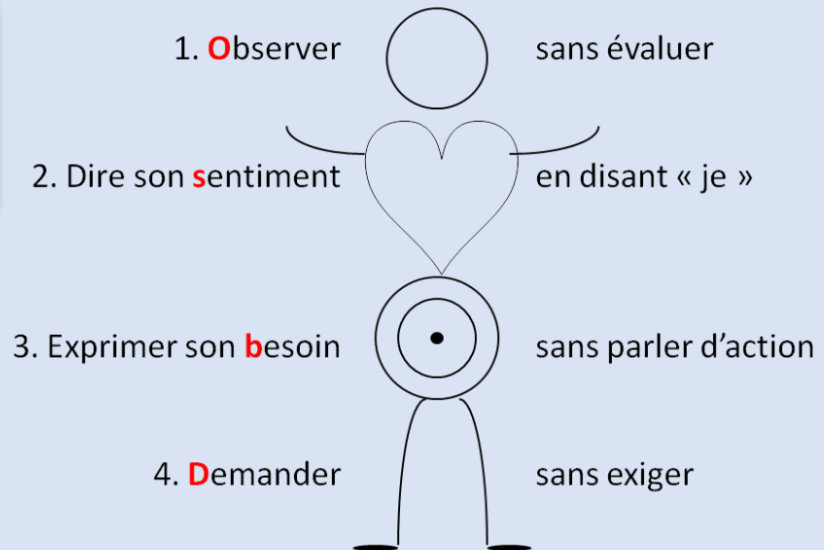 1. Observer sans évaluer
2. Dire son sentiment en disant « je »
3. Exprimer son besoin sans parler d’action
4. Demander sans exiger